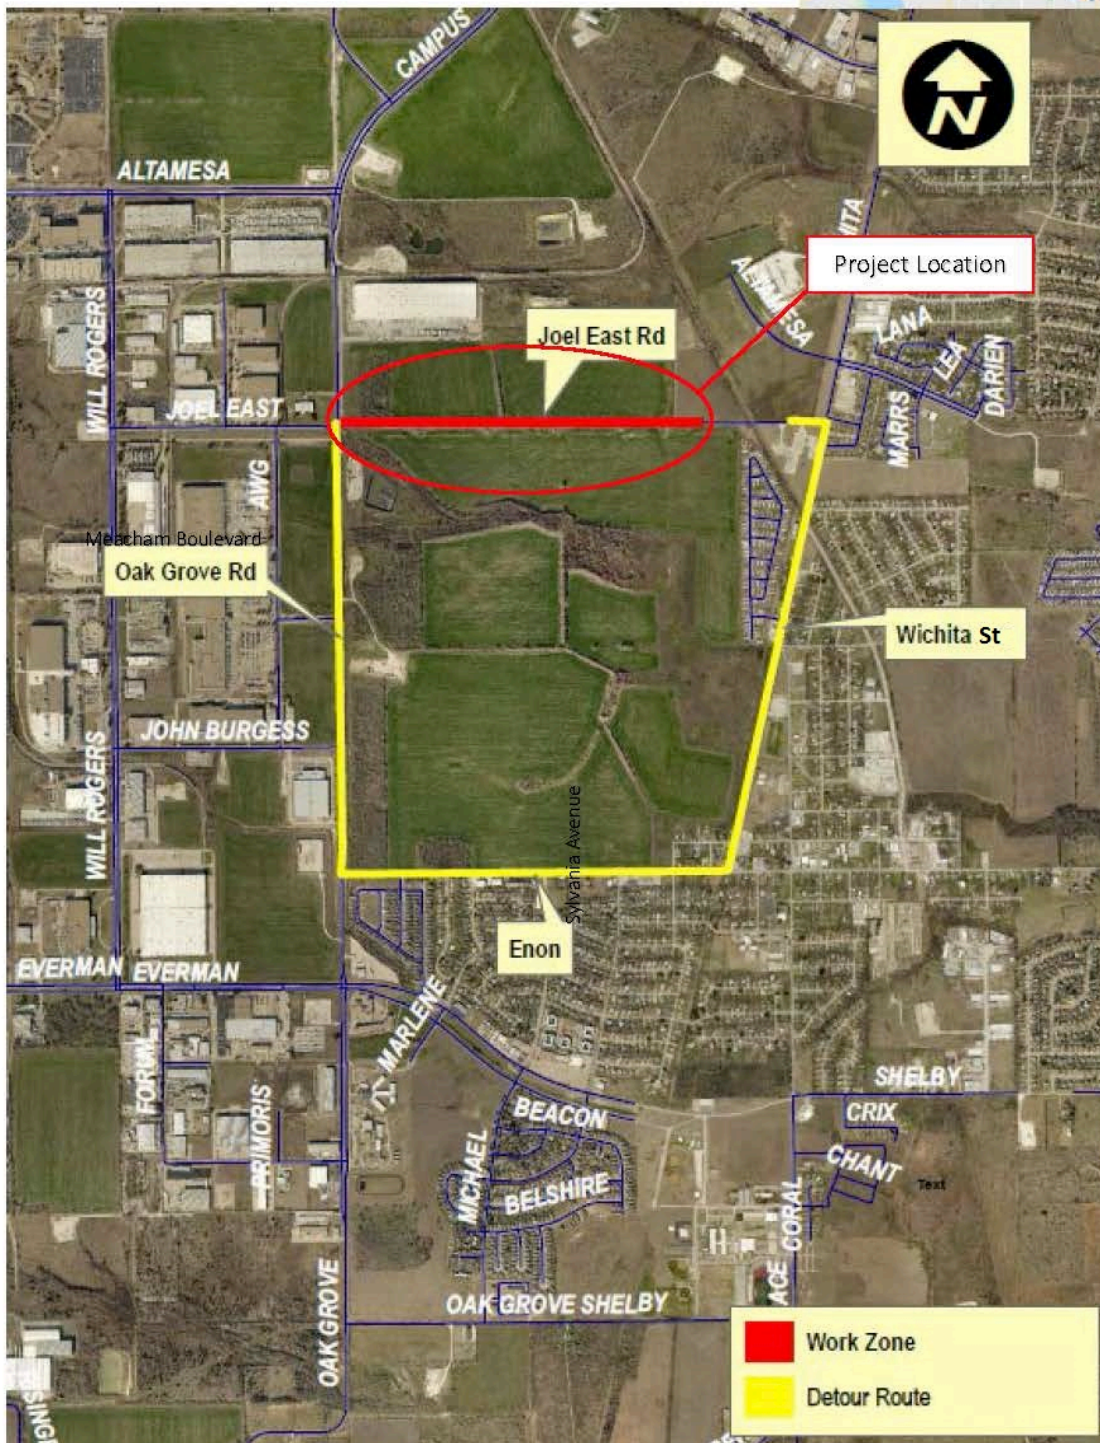 CAMPUS
N
ALTAMESA
ITA
Project Location
ALTAMESA
WILL ROGERS
Joel East Rd
LANA
LEA
DARIEN
JOEL EAST
MARRS
AWG
Meacham Boulevard
Oak Grove Rd
Wichita St
JOHN BURGESS
WILL ROGERS
Sylvania Avenue
Enon
EVERMAN
EVERMAN
MARLENE
FORUM
PRIMORIS
SHELBY
CRIX
BEACON
CHANT
MICHAEL
BELSHIRE
Text
CORAL
ACE
OAK GROVE
OAK GROVE SHELBY
Work Zone
Detour Route